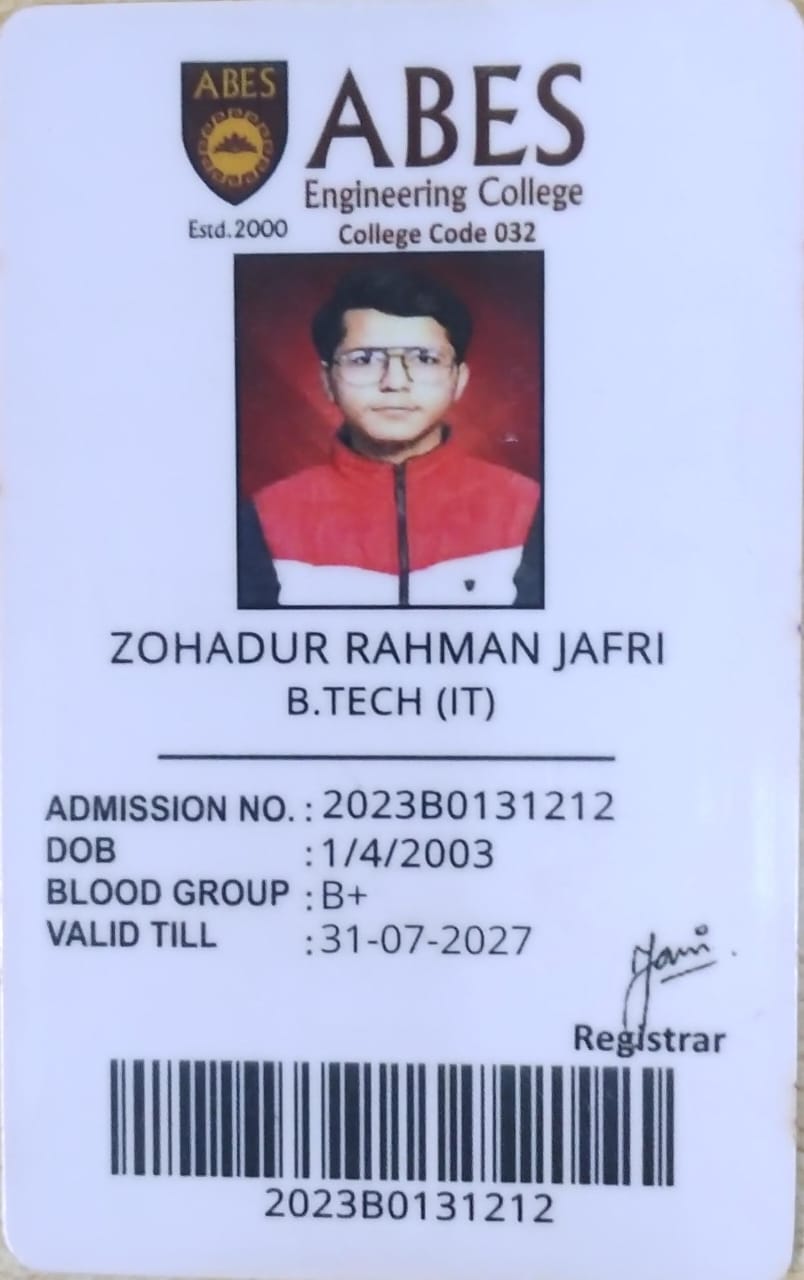 ABES
ABES
Engineering College
Estd.2000
College Code 032
ZOHADUR RAHMAN JAFRI
B.TECH (IT)
ADMISSION NO. : 2023B0131212
DOB : 1/4/2003
BLOOD GROUP : B+
VALID TILL : 31-07-2027
Registrar
2023B0131212